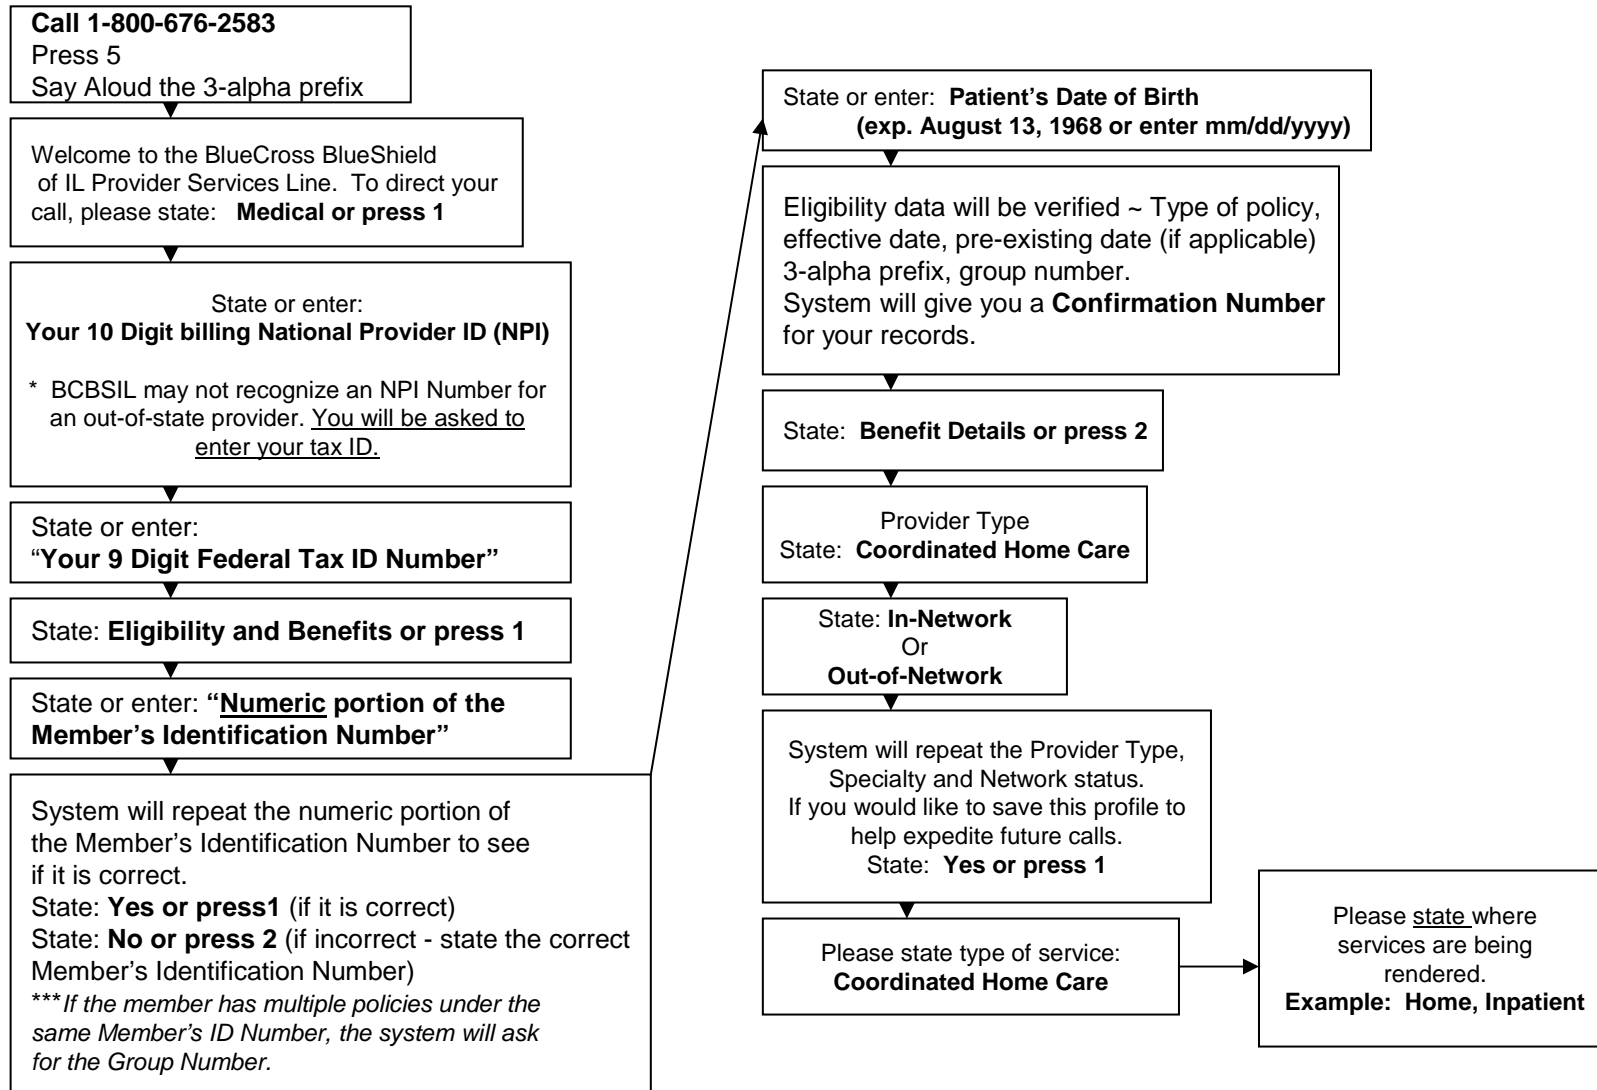 Call 1-800-676-2583
Press 5
Say Aloud the 3-alpha prefix
Welcome to the BlueCross BlueShield
of IL Provider Services Line. To direct your
call, please state: Medical or press 1
State or enter:
Your 10 Digit billing National Provider ID (NPI)
* BCBSIL may not recognize an NPI Number for
an out-of-state provider. You will be asked to
enter your tax ID.
State or enter:
“Your 9 Digit Federal Tax ID Number”
State: Eligibility and Benefits or press 1
State or enter: “Numeric portion of the
Member’s Identification Number”
System will repeat the numeric portion of
the Member’s Identification Number to see
if it is correct.
State: Yes or press1 (if it is correct)
State: No or press 2 (if incorrect - state the correct
Member’s Identification Number)
***If the member has multiple policies under the
same Member’s ID Number, the system will ask
for the Group Number.
State or enter: Patient’s Date of Birth
(exp. August 13, 1968 or enter mm/dd/yyyy)
Eligibility data will be verified ~ Type of policy,
effective date, pre-existing date (if applicable)
3-alpha prefix, group number.
System will give you a Confirmation Number
for your records.
State: Benefit Details or press 2
Provider Type
State: Coordinated Home Care
State: In-Network
Or
Out-of-Network
System will repeat the Provider Type,
Specialty and Network status.
If you would like to save this profile to
help expedite future calls.
State: Yes or press 1
Please state type of service:
Coordinated Home Care
Please state where
services are being
rendered.
Example: Home, Inpatient